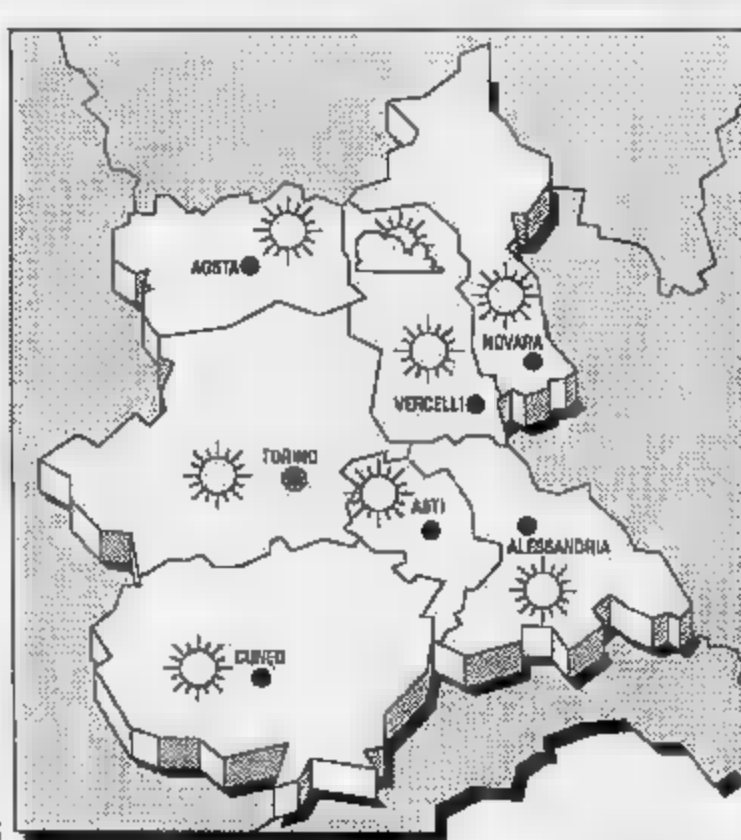 AOSTA
NOVARA
VERCELLI
TORINO
ASTI
ALESSANDRIA
CUNEO